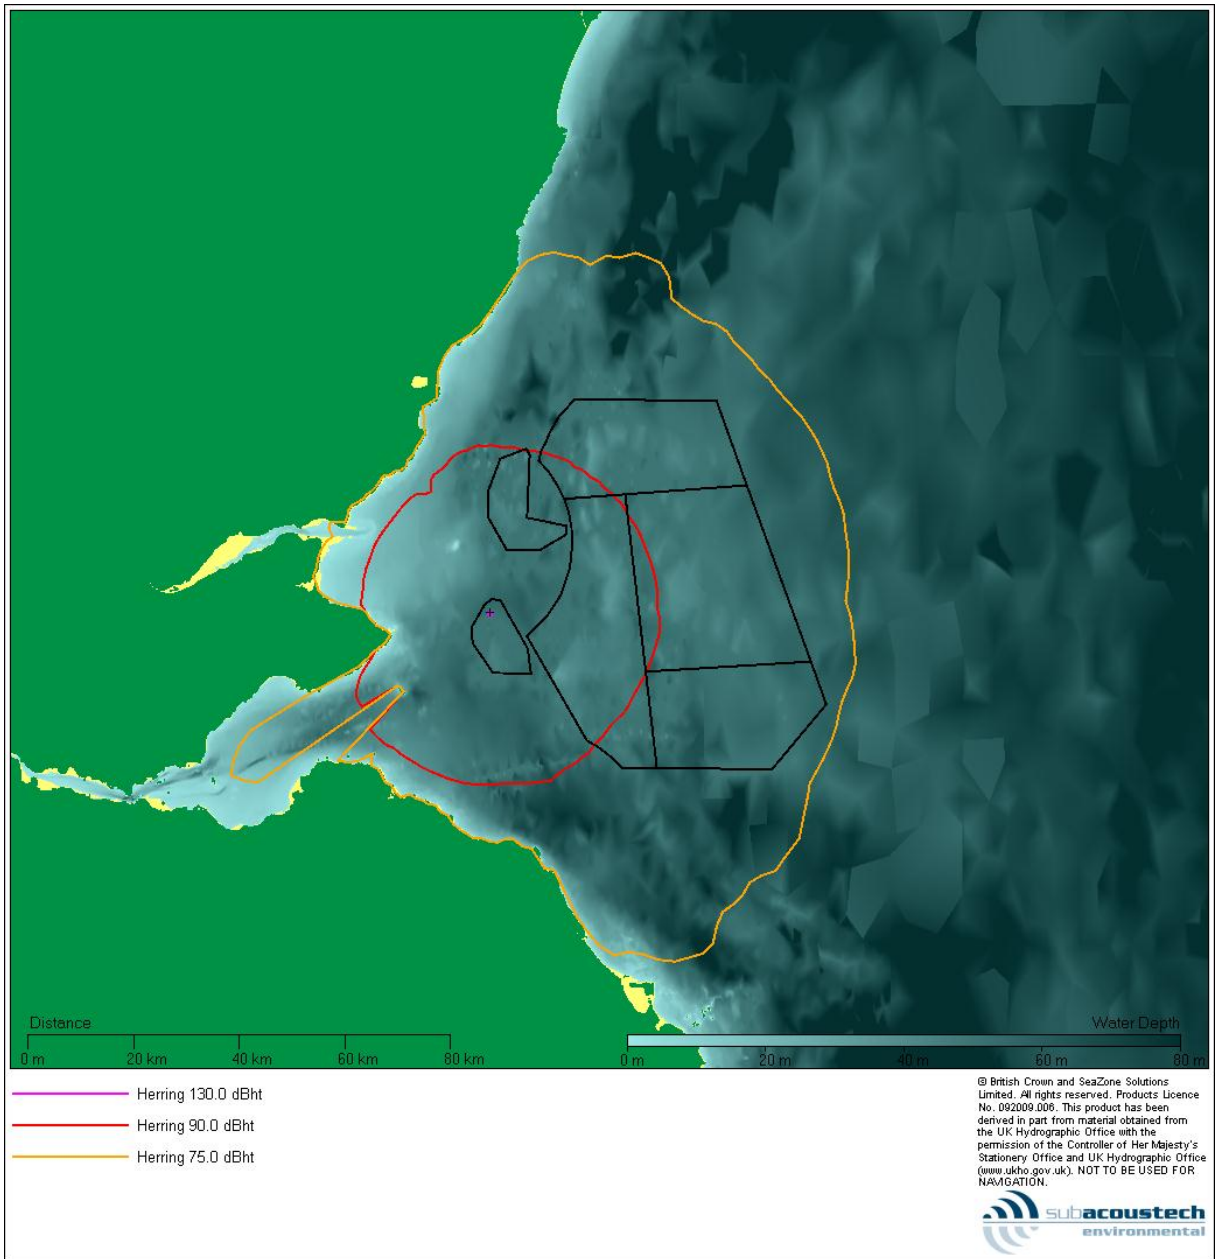 Distance
0 m 20 km 40 km 60 km 80 km
Water Depth
0 m 20 m 40 m 60 m 80 m
Herring 130.0 dBht
Herring 90.0 dBht
Herring 75.0 dBht
© British Crown and SeaZone Solutions
Limited. All rights reserved. Products Licence
No. 092009.006. This product has been
derived in part from material obtained from
the UK Hydrographic Office with the
permission of the Controller of Her Majesty's
Stationery Office and UK Hydrographic Office
(www.ukho.gov.uk). NOT TO BE USED FOR
NAVIGATION.
subacoustech
environmental